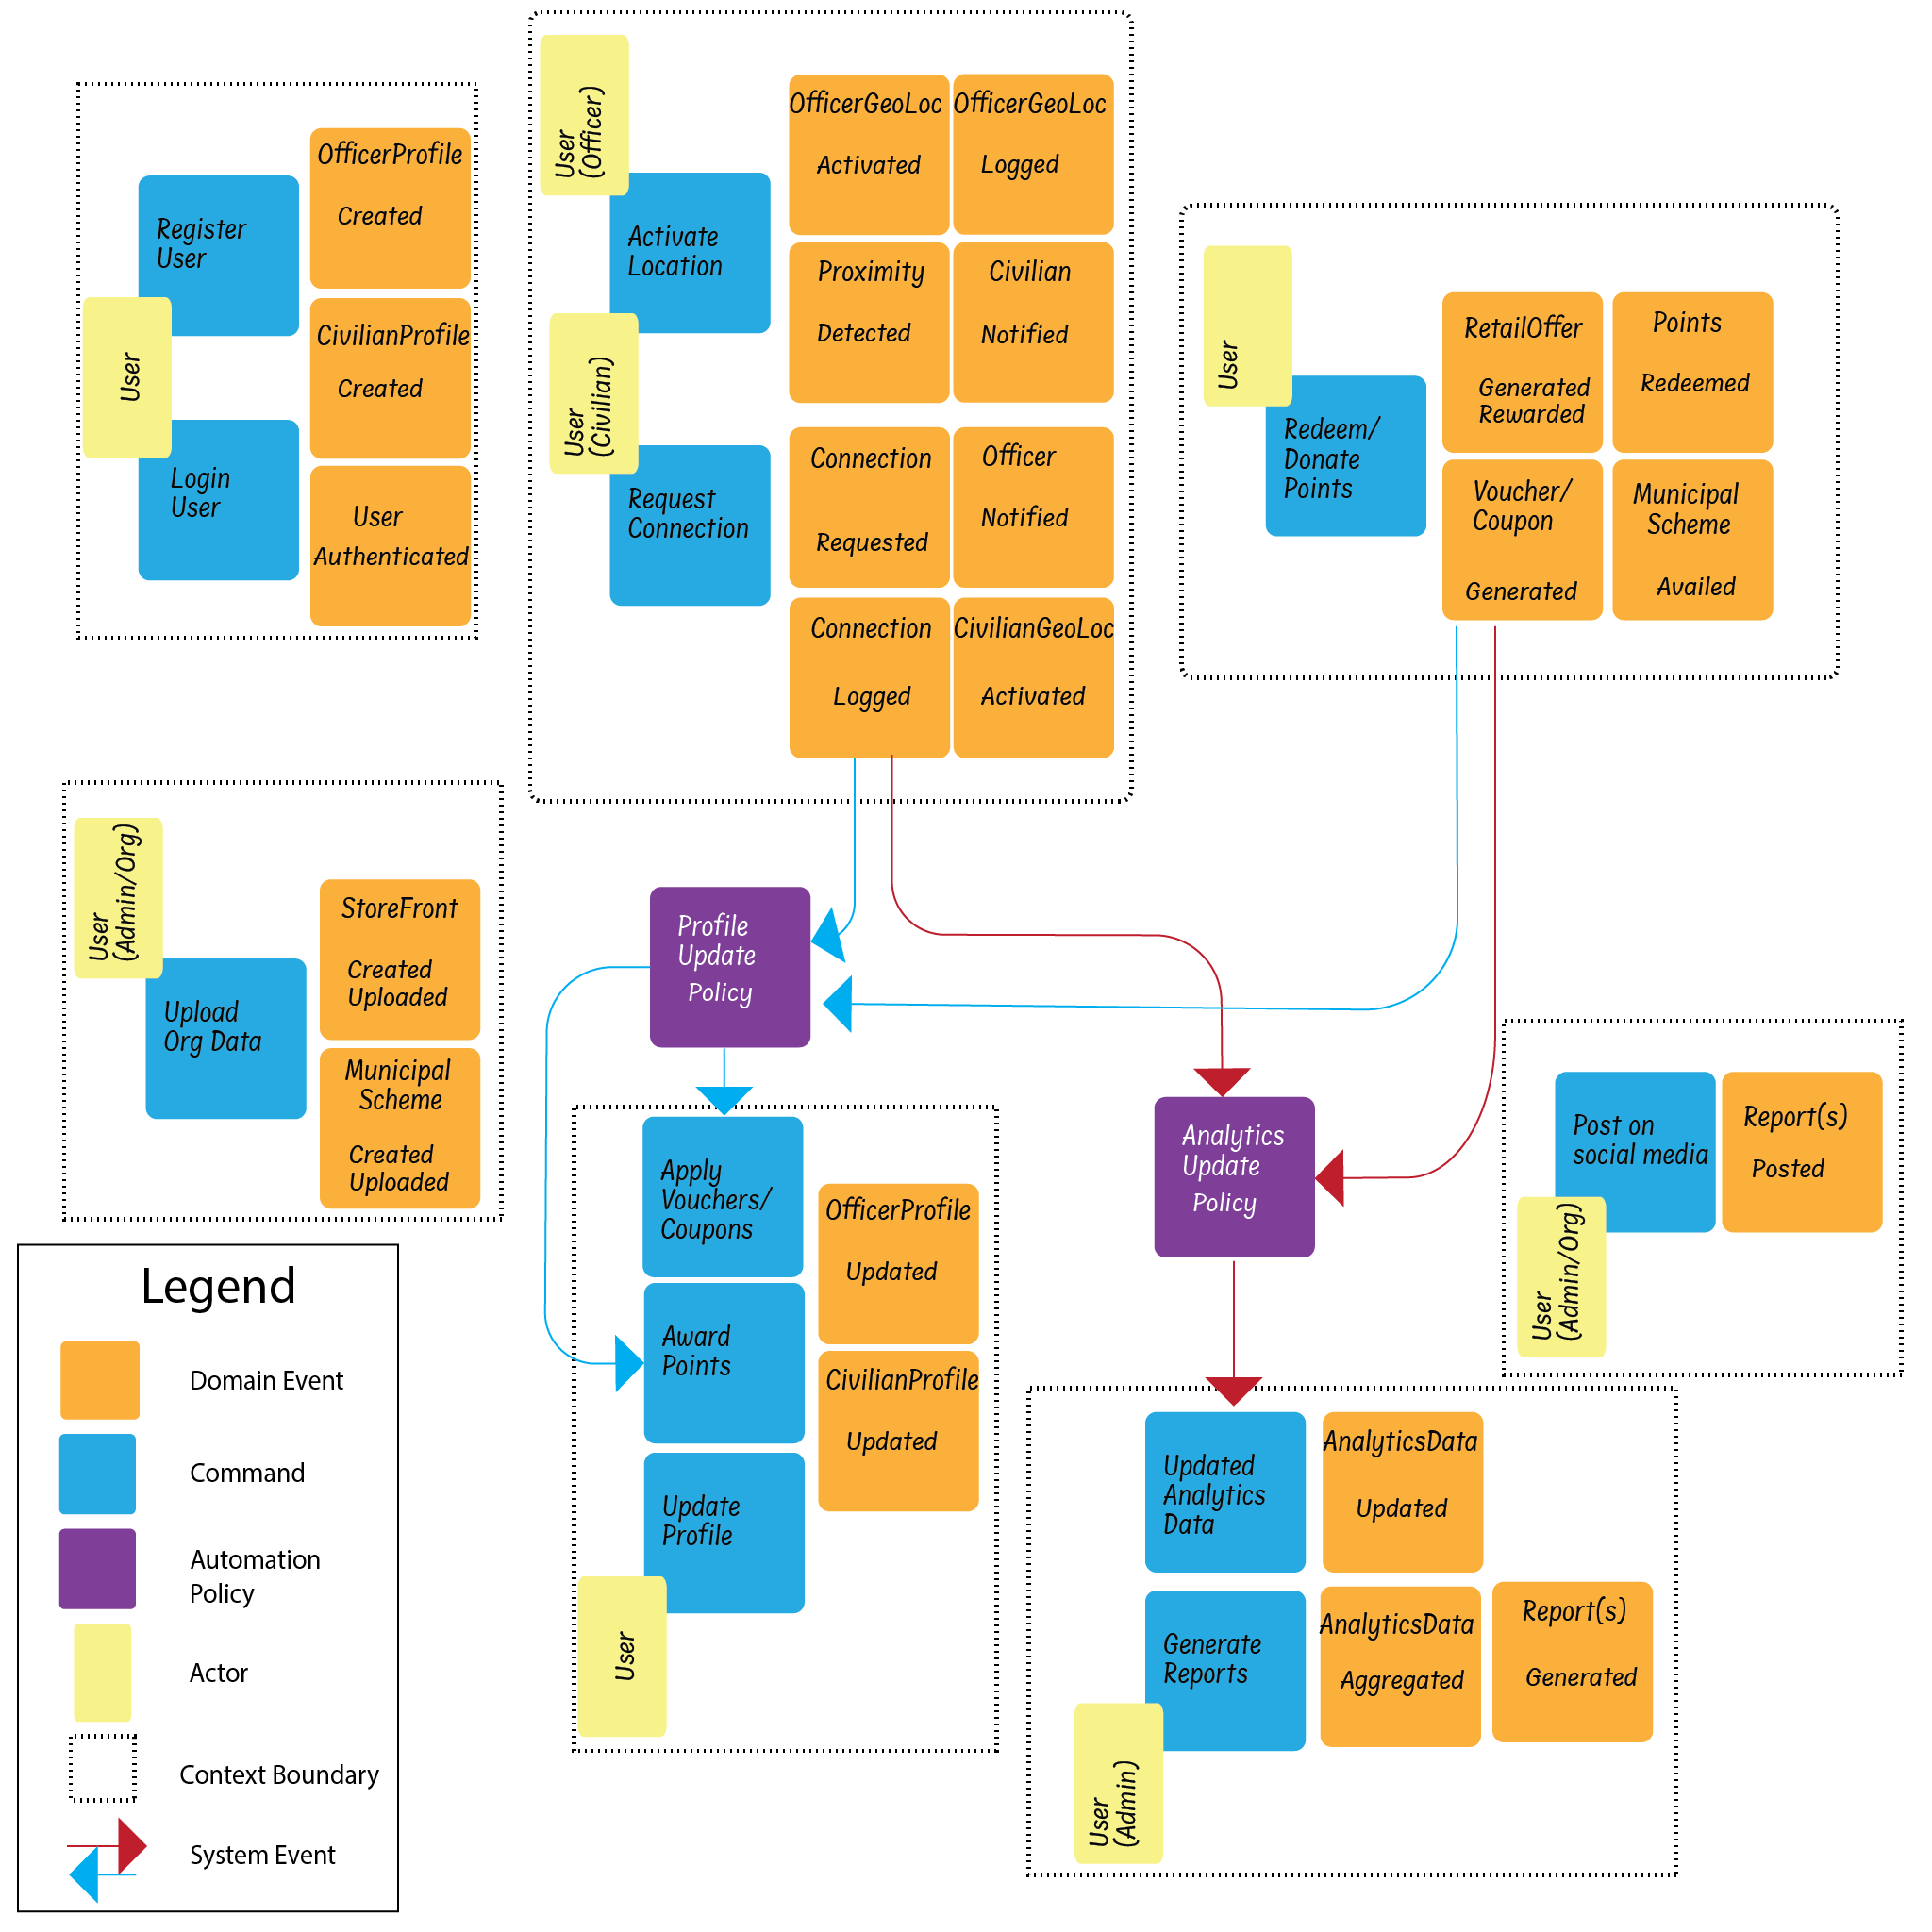 OfficerProfile
Created
Register
User
CivilianProfile
Created
User
Login
User
User
Authenticated
User
(Officer)
OfficerGeoLoc
Activated
OfficerGeoLoc
Logged
Activate
Location
Proximity
Detected
Civilian
Notified
User
(Civilian)
Request
Connection
Connection
Requested
Officer
Notified
Connection
Logged
CivilianGeoLoc
Activated
User
Redeem/
Donate
Points
RetailOffer
Generated
Rewarded
Points
Redeemed
Voucher/
Coupon
Generated
Municipal
Scheme
Availed
User
(Admin/Org)
Upload
Org Data
StoreFront
Created
Uploaded
Municipal
Scheme
Created
Uploaded
Profile
Update
Policy
Analytics
Update
Policy
Post on
social media
Report(s)
Posted
User
(Admin/Org)
Apply
Vouchers/
Coupons
Award
Points
Update
Profile
OfficerProfile
Updated
CivilianProfile
Updated
User
Updated
Analytics
Data
AnalyticsData
Updated
Generate
Reports
AnalyticsData
Aggregated
Report(s)
Generated
User
(Admin)
Legend
Domain Event
Command
Automation
Policy
Actor
Context Boundary
System Event